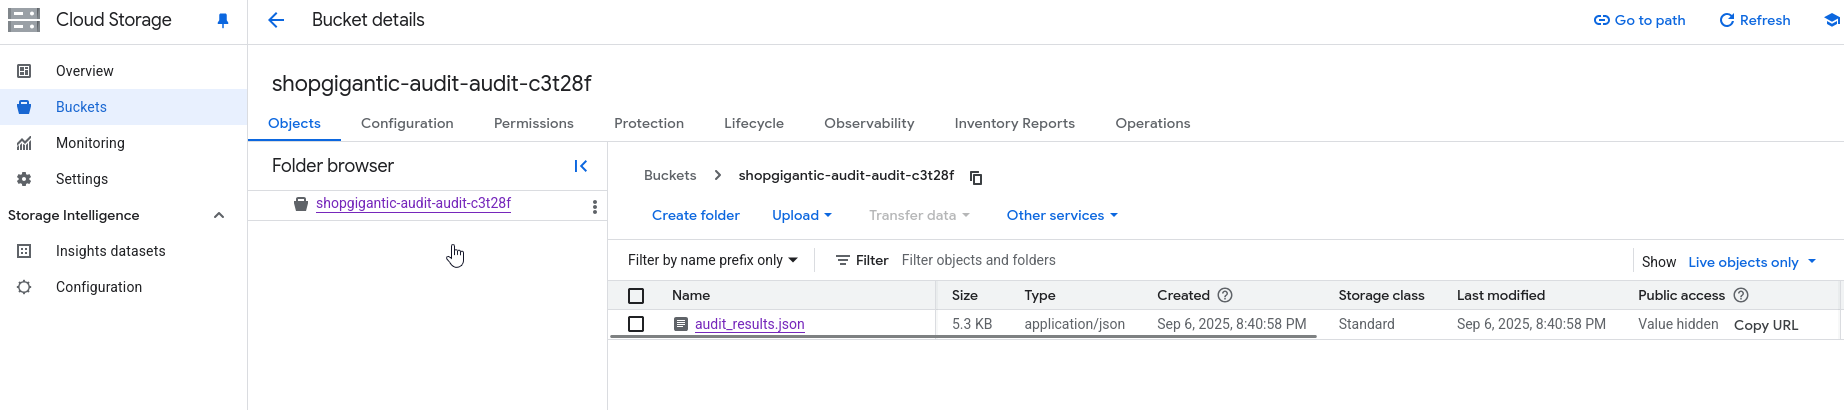 Cloud Storage
Bucket details
Go to path
Refresh
Overview
Buckets
Monitoring
Settings
Storage Intelligence
Insights datasets
Configuration
shopgigantic-audit-audit-c3t28f
Objects Configuration Permissions Protection Lifecycle Observability Inventory Reports Operations
Folder browser
shopgigantic-audit-audit-c3t28f
Buckets > shopgigantic-audit-audit-c3t28f
Create folder Upload Transfer data Other services
Filter by name prefix only Filter Filter objects and folders Show Live objects only
Name Size Type Created Storage class Last modified Public access
audit_results.json 5.3 KB application/json Sep 6, 2025, 8:40:58 PM Standard Sep 6, 2025, 8:40:58 PM Value hidden Copy URL